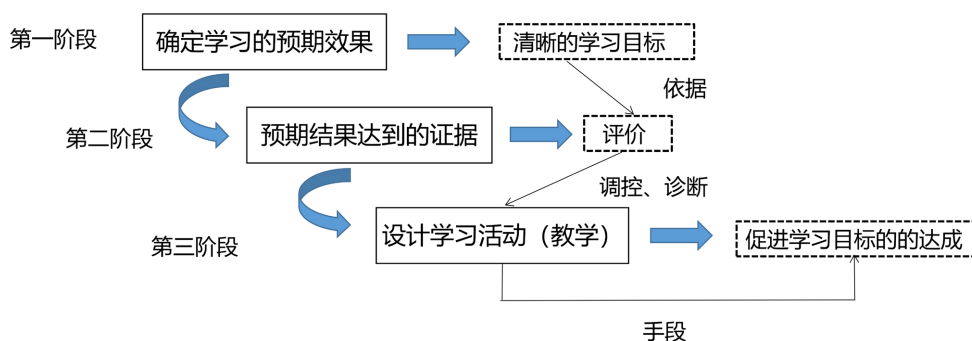 第一阶段
确定学习的预期效果
清晰的学习目标
依据
第二阶段
预期结果达到的证据
评价
调控、诊断
第三阶段
设计学习活动（教学）
促进学习目标的的达成
手段